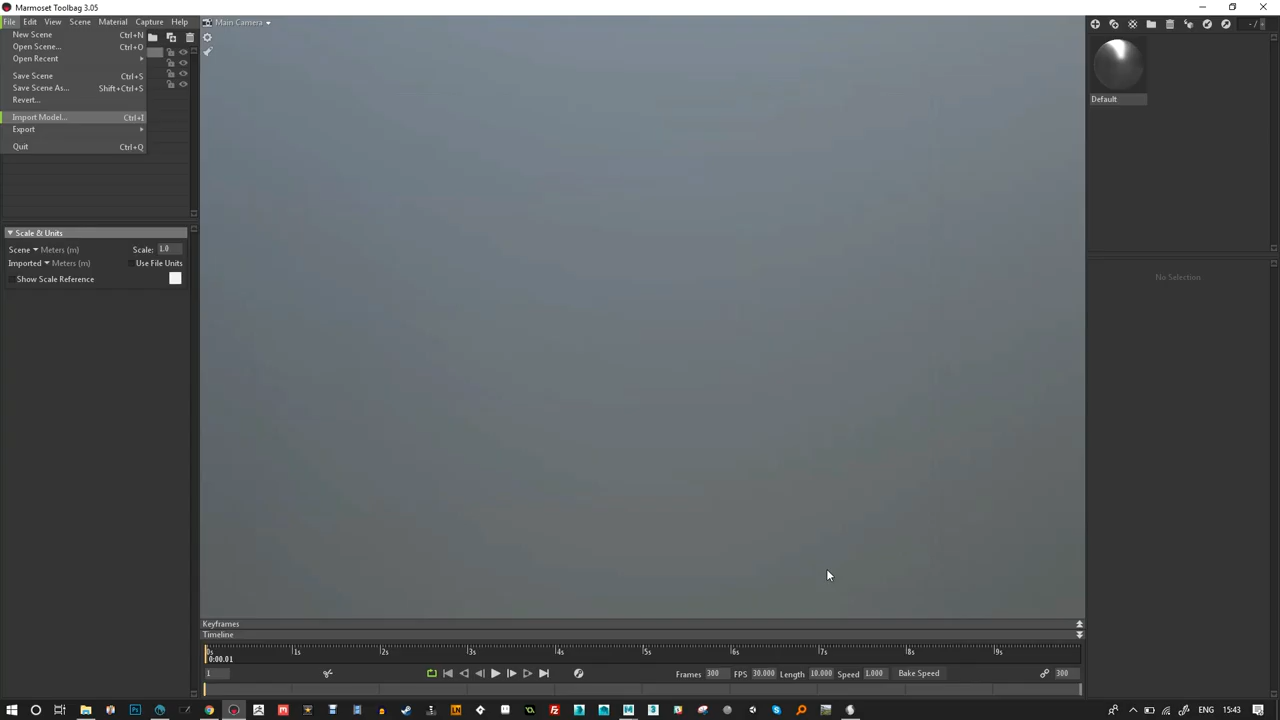 Marmoset Toolbag 3.05
File Edit View Scene Material Capture Help
Main Camera
New Scene Ctrl+N
Open Scene... Ctrl+O
Open Recent
Save Scene Ctrl+S
Save Scene As... Shift+Ctrl+S
Revert...
Import Model... Ctrl+I
Export
Quit Ctrl+Q
Default
Scale & Units
Scene Meters (m) Scale: 1.0
Imported Meters (m) Use File Units
Show Scale Reference
No Selection
Keyframes
Timeline
0s 1s 2s 3s 4s 5s 6s 7s 8s 9s
0:00.01
1 Frames 300 FPS 30.000 Length 10.000 Speed 1.000 Bake Speed 300
ENG 15:43